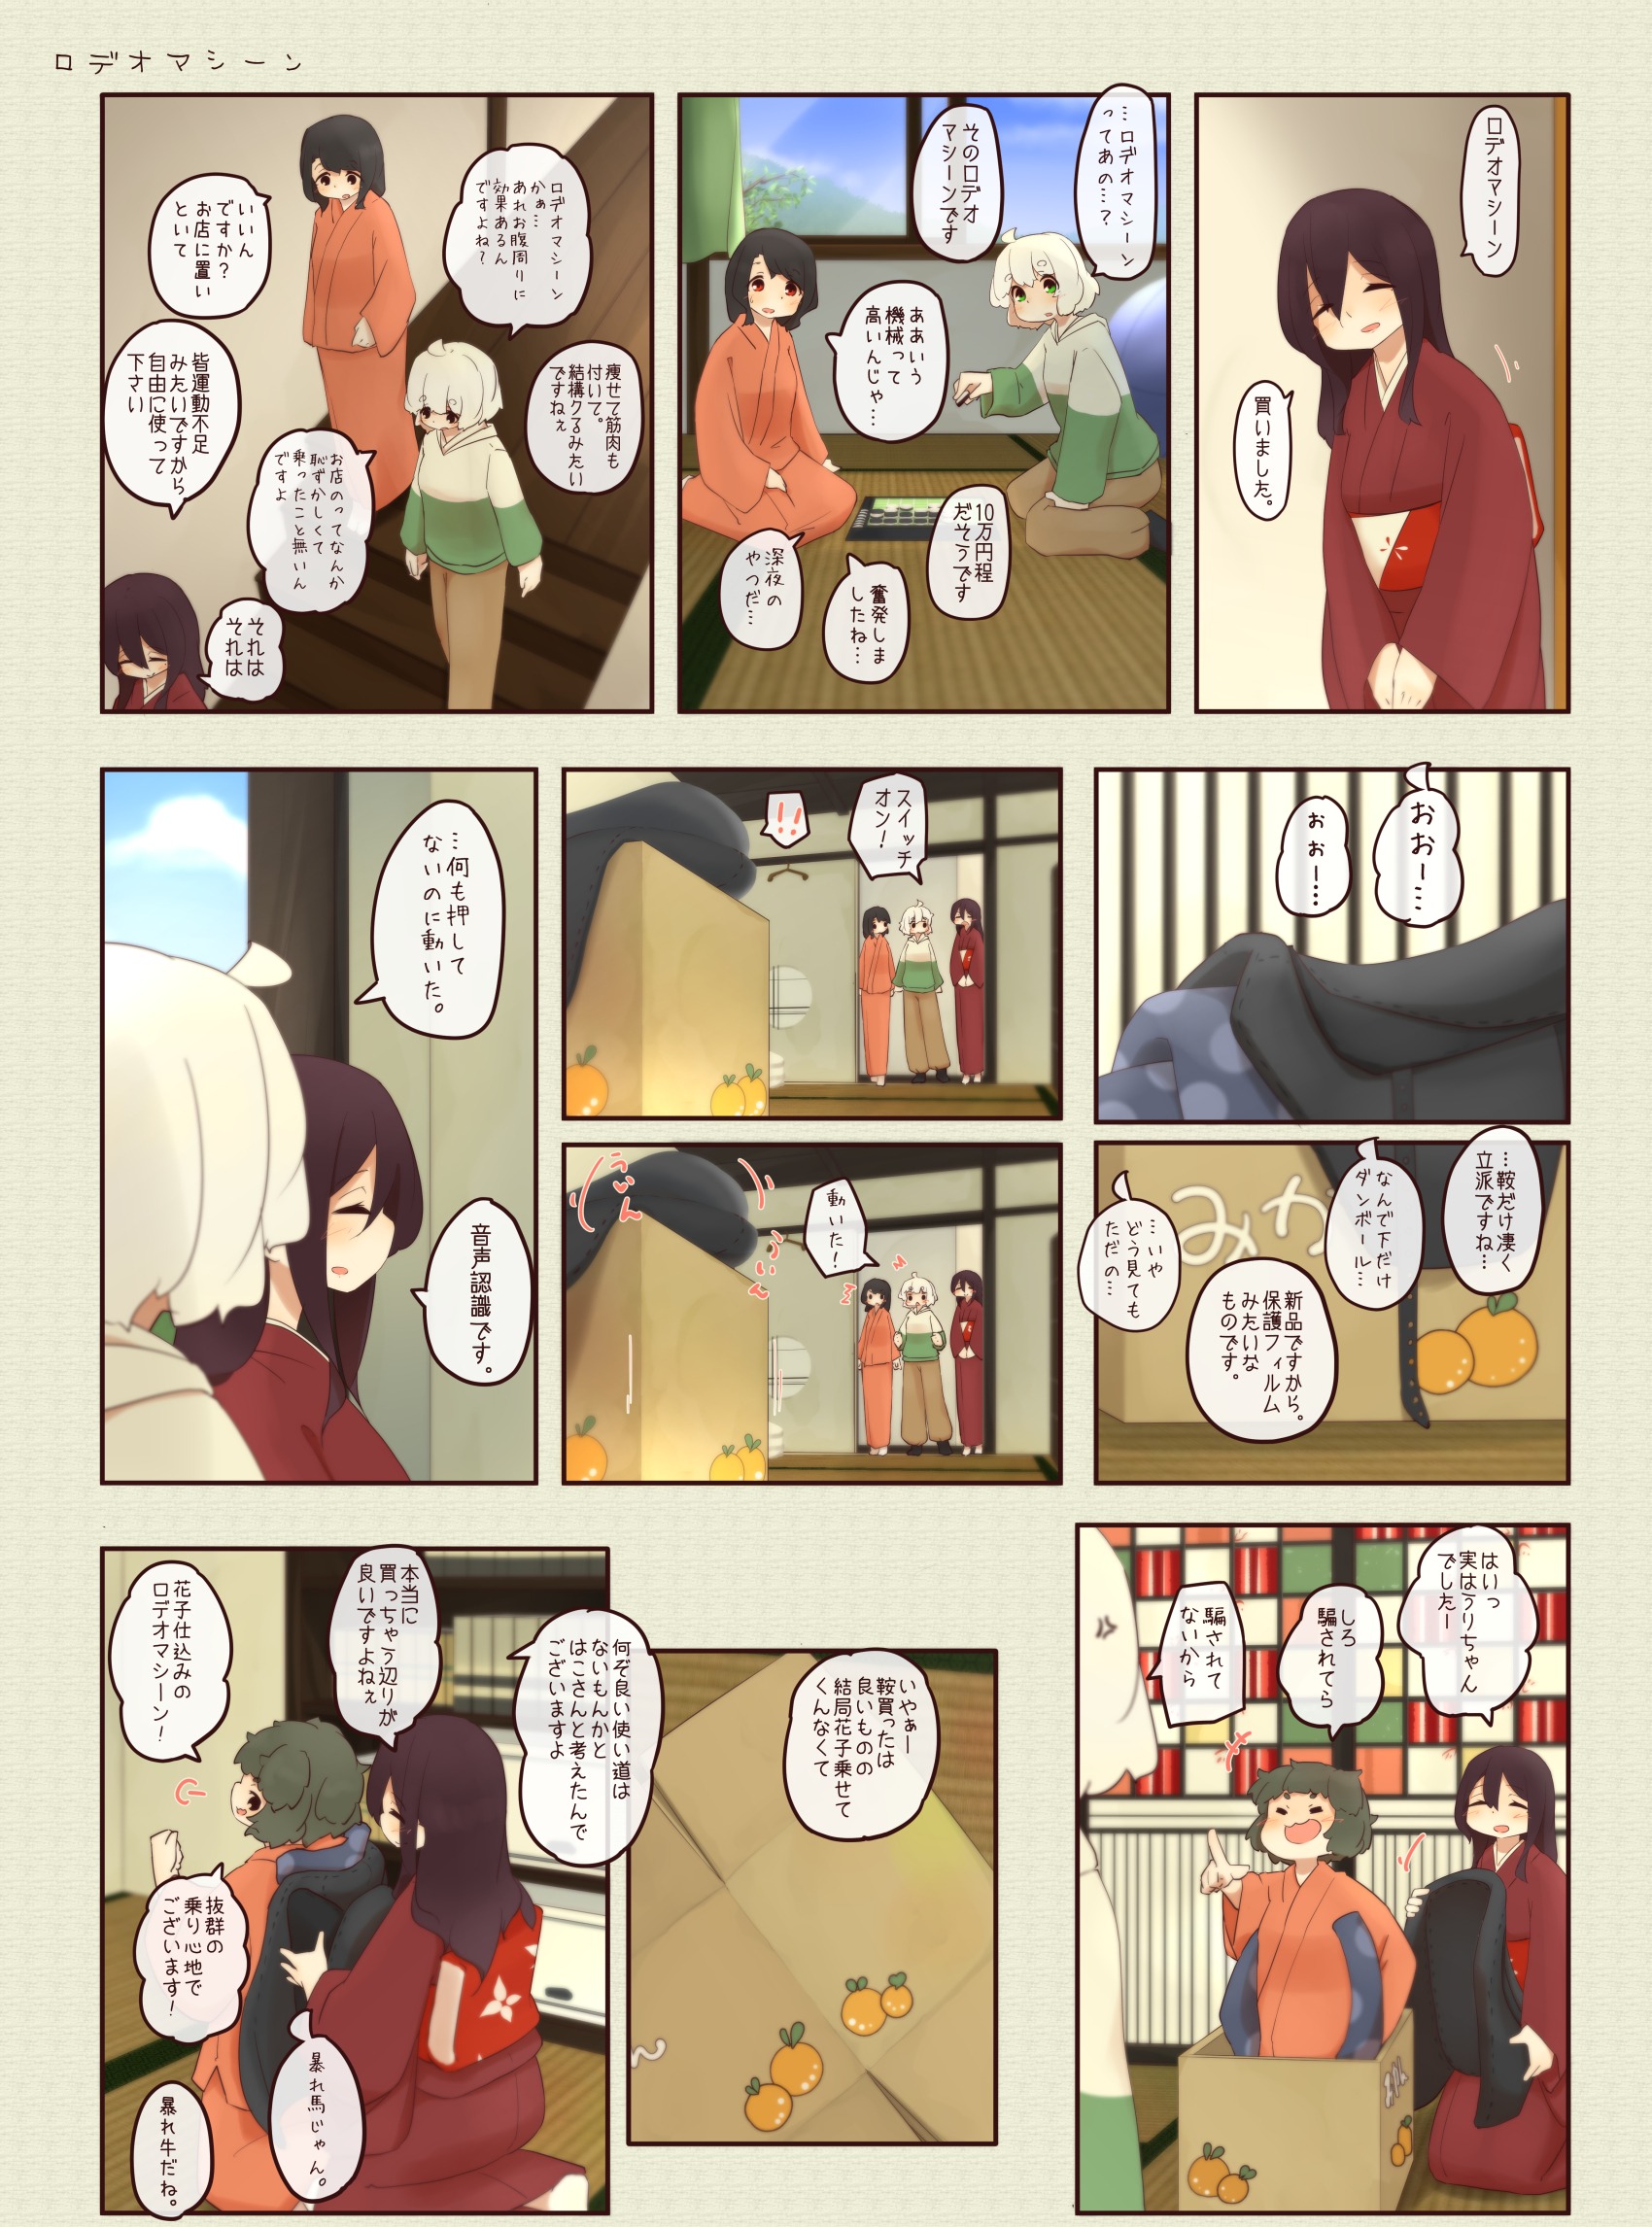 ロデオマシーン
ロデオマシーン
買いました。
…ロデオマシーン
ってあの…?
そのロデオ
マシーンです
ああいう
機械って
高いんじゃ…
10万円程
だそうです
奮発しま
したね…
深夜の
やつだ…
ロデオマシーン
かぁ…
あれお腹周りに
効果あるん
ですよね?
いいん
ですか?
お店に置い
といて
痩せて筋肉も
付いて。
結構クるみたい
ですねぇ
皆運動不足
みたいですから
自由に使って
下さい
お店のってなんか
恥ずかしくて
乗ったこと無いん
ですよ
それは
それは
おおー…
おおー…
…鞍だけ凄く
立派ですね…
なんで下だけ
ダンボール…
…いや
どう見ても
ただの…
みか
新品ですから。
保護フィルム
みたいな
ものです。
スイッチ
オン!
!!
動いた!
うぃん
うぃん
…何も押して
ないのに動いた。
音声認識です。
はいっ
実はうりちゃん
でしたー
しろ
騙されてら
騙されて
ないから
いやぁー
鞍買ったは
良いものの
結局花子乗せて
くんなくて
何ぞ良い使い道は
ないもんかと
はこさんと考えたんで
ございますよ
本当に
買っちゃう辺りが
良いですよねぇ
花子仕込みの
ロデオマシーン!
抜群の
乗り心地で
ございます!
暴れ馬じゃん。
暴れ牛だね。